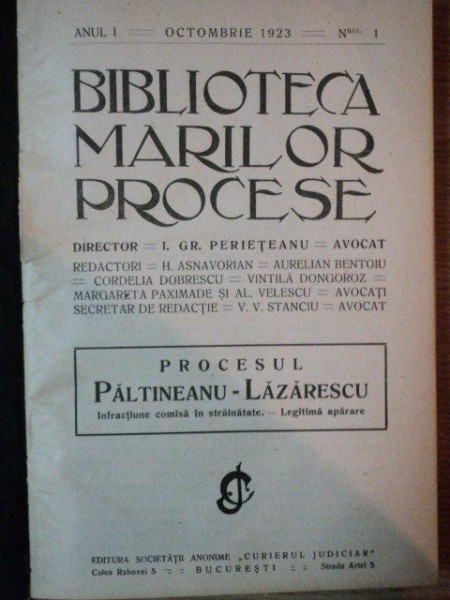 ANUL I == OCTOMBRIE 1923 == NRUL 1
BIBLIOTECA
MARILOR
PROCESE
DIRECTOR = I. GR. PERIEȚEANU = AVOCAT
REDACTORI = H. ASNAVORIAN = AURELIAN BENTOIU
= CORDELIA DOBRESCU = VINTILĂ DONGOROZ =
MARGARETA PAXIMADE ȘI AL. VELESCU = AVOCAȚI
SECRETAR DE REDACȚIE = V. V. STANCIU = AVOCAT
PROCESUL
PĂLTINEANU - LĂZĂRESCU
Infracțiune comisă în străinătate. — Legitimă apărare
EDITURA SOCIETĂȚII ANONIME „CURIERUL JUDICIAR"
Calea Rahovei 5 :: :: BUCUREȘTI :: :: Strada Artei 5